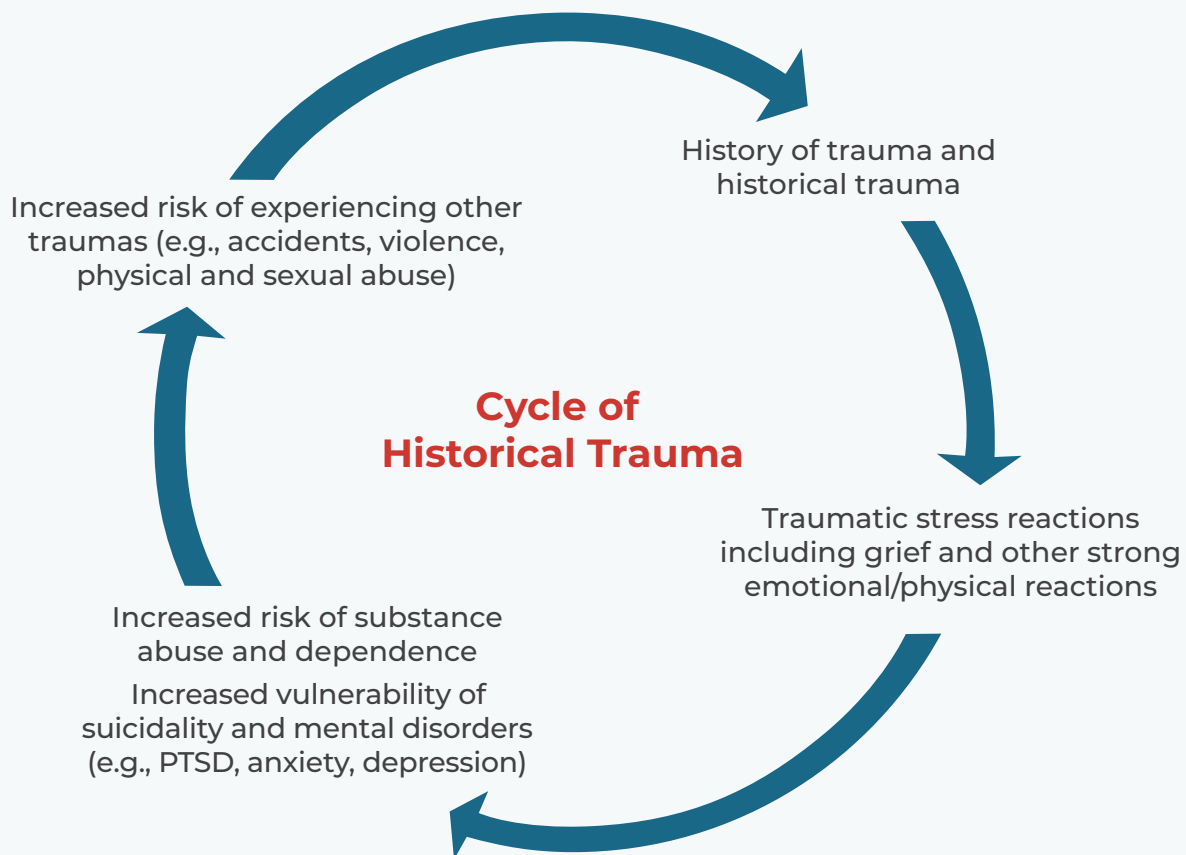 History of trauma and
historical trauma
Increased risk of experiencing other
traumas (e.g., accidents, violence,
physical and sexual abuse)
Cycle of
Historical Trauma
Traumatic stress reactions
including grief and other strong
emotional/physical reactions
Increased risk of substance
abuse and dependence
Increased vulnerability of
suicidality and mental disorders
(e.g., PTSD, anxiety, depression)